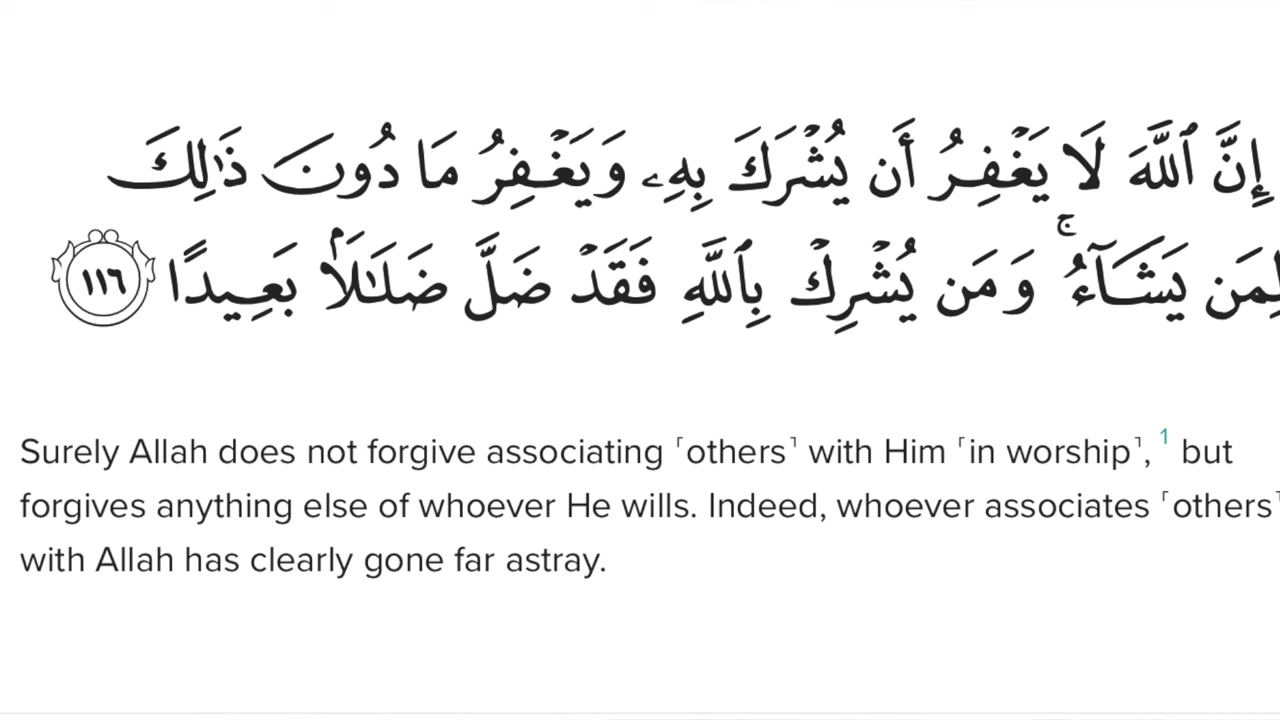 إِنَّ ٱللَّهَ لَا يَغْفِرُ أَن يُشْرَكَ بِهِۦ وَيَغْفِرُ مَا دُونَ ذَٰلِكَ
لِمَن يَشَآءُ ۚ وَمَن يُشْرِكْ بِٱللَّهِ فَقَدْ ضَلَّ ضَلَـٰلًۢا بَعِيدًا ١١٦
Surely Allah does not forgive associating ˹others˺ with Him ˹in worship˺, 1 but
forgives anything else of whoever He wills. Indeed, whoever associates ˹others˺
with Allah has clearly gone far astray.